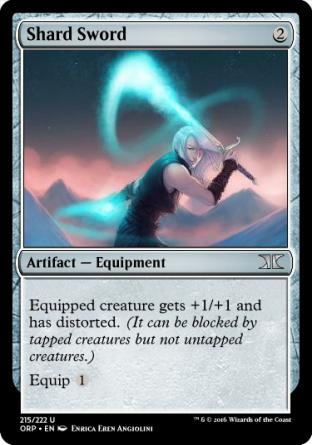 Shard Sword 2
Artifact — Equipment
Equipped creature gets +1/+1 and
has distorted. (It can be blocked by
tapped creatures but not untapped
creatures.)
Equip 1
215/222 U
ORP • EN Enrica Eren Angiolini
™ & © 2016 Wizards of the Coast